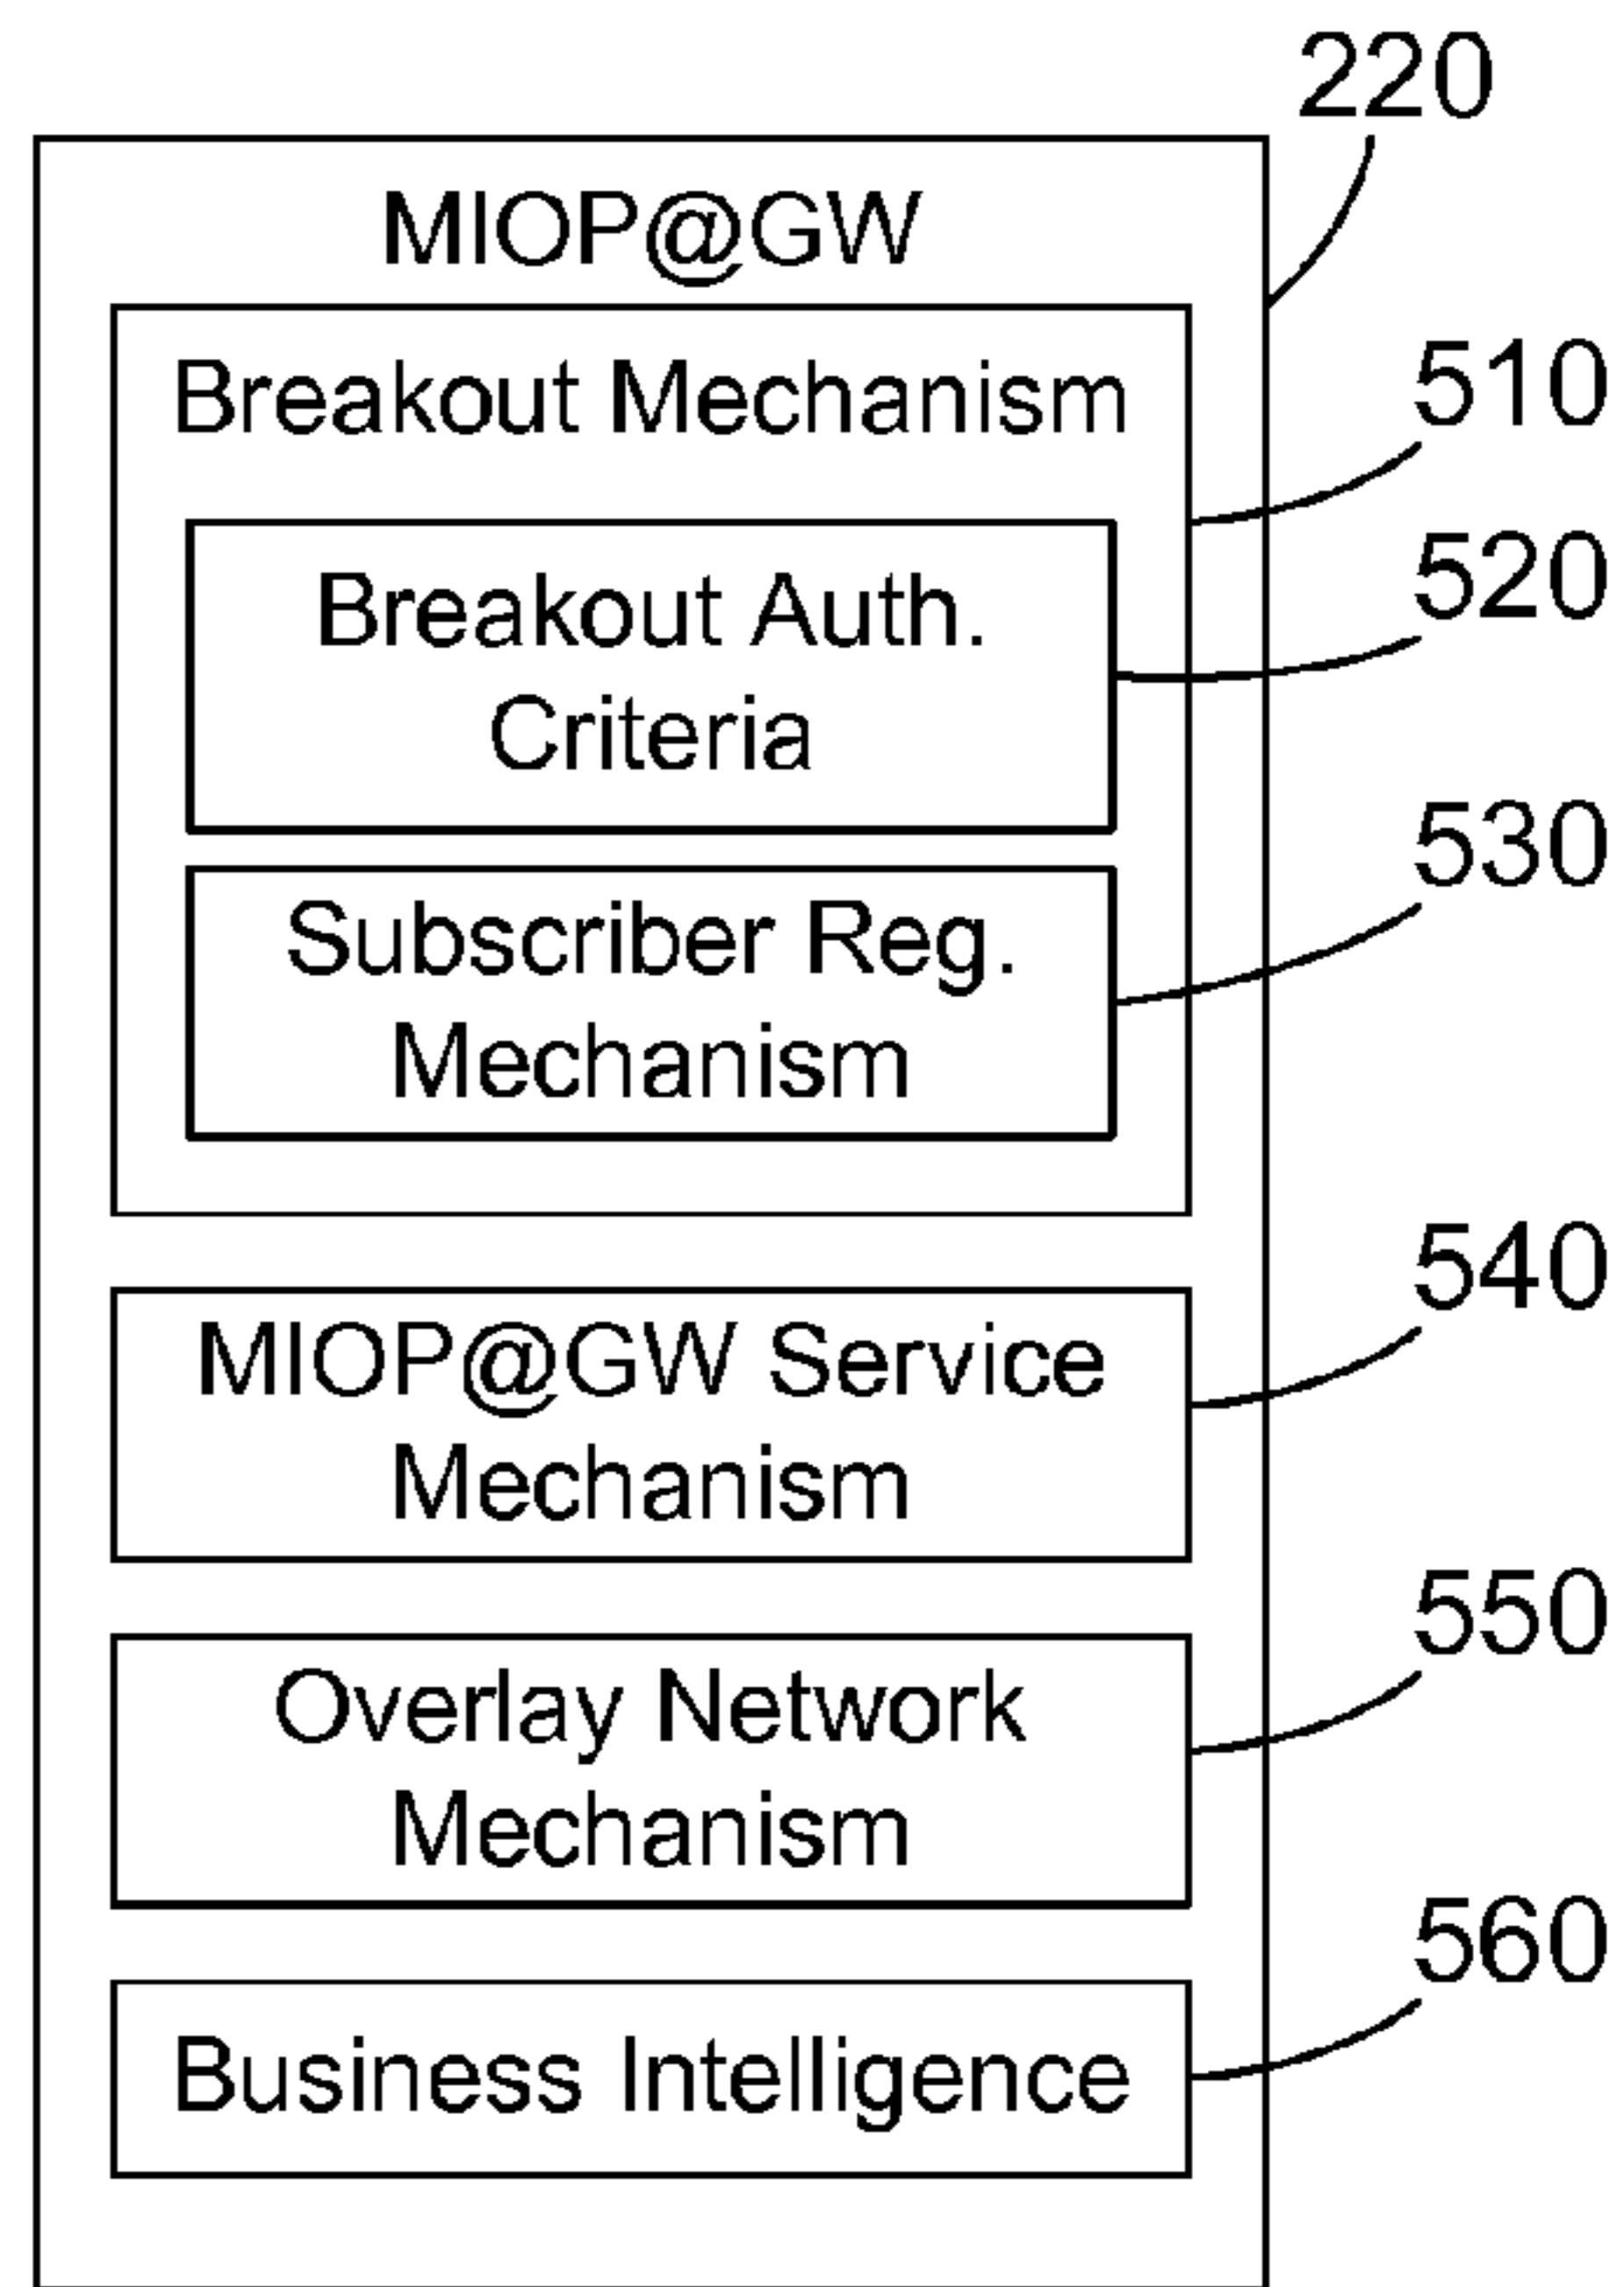 220
MIOP@GW
Breakout Mechanism
510
Breakout Auth.
Criteria
520
Subscriber Reg.
Mechanism
530
MIOP@GW Service
Mechanism
540
Overlay Network
Mechanism
550
Business Intelligence
560